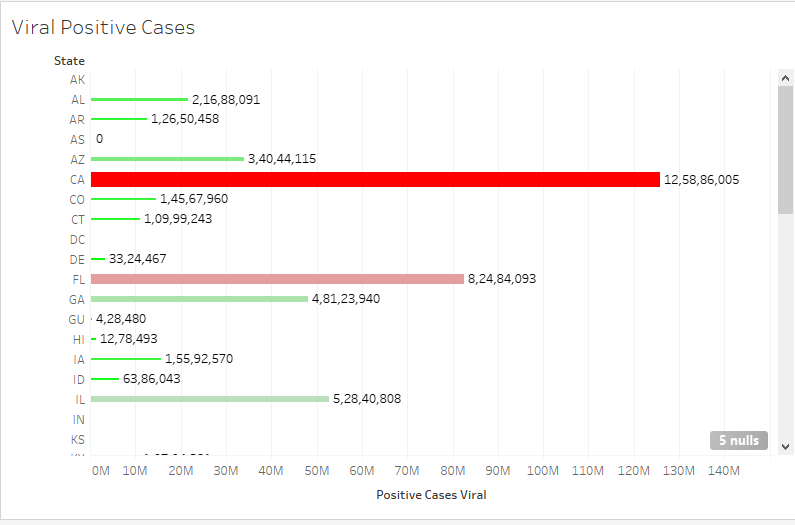 Viral Positive Cases
State
AK
AL 2,16,88,091
AR 1,26,50,458
AS 0
AZ 3,40,44,115
CA 12,58,86,005
CO 1,45,67,960
CT 1,09,99,243
DC
DE 33,24,467
FL 8,24,84,093
GA 4,81,23,940
GU 4,28,480
HI 12,78,493
IA 1,55,92,570
ID 63,86,043
IL 5,28,40,808
IN
KS 5 nulls
0M 10M 20M 30M 40M 50M 60M 70M 80M 90M 100M 110M 120M 130M 140M
Positive Cases Viral